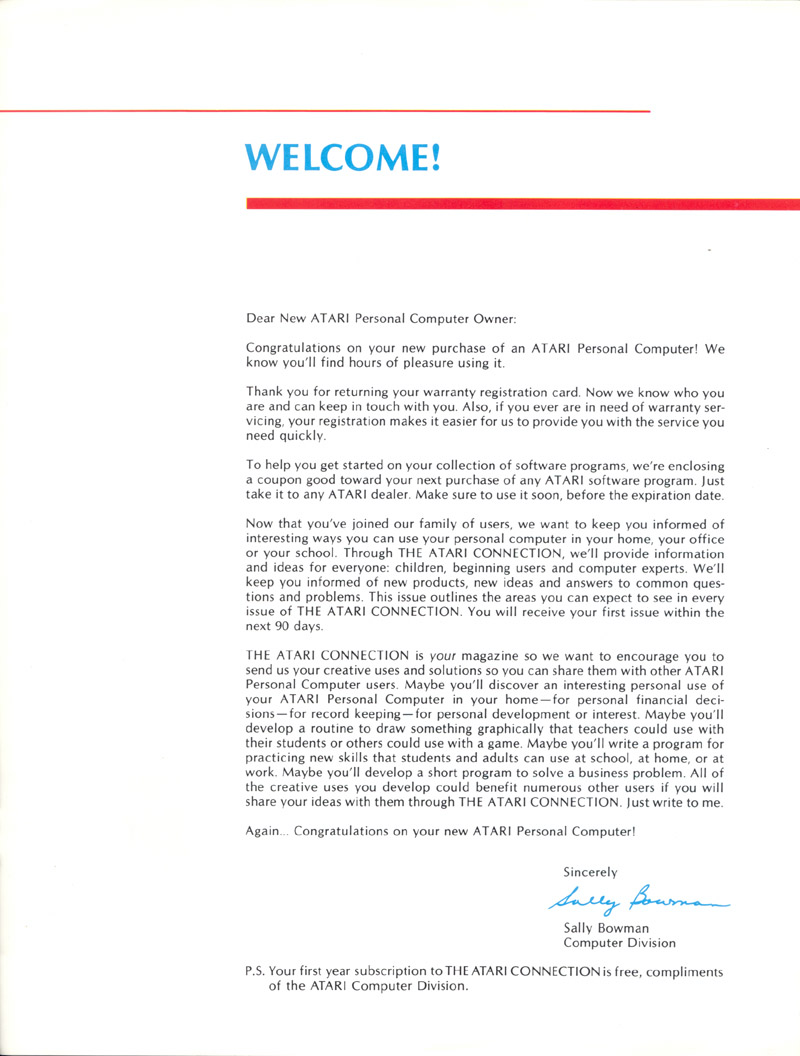 WELCOME!
Dear New ATARI Personal Computer Owner:
Congratulations on your new purchase of an ATARI Personal Computer! We
know you'll find hours of pleasure using it.
Thank you for returning your warranty registration card. Now we know who you
are and can keep in touch with you. Also, if you ever are in need of warranty ser-
vicing, your registration makes it easier for us to provide you with the service you
need quickly.
To help you get started on your collection of software programs, we're enclosing
a coupon good toward your next purchase of any ATARI software program. Just
take it to any ATARI dealer. Make sure to use it soon, before the expiration date.
Now that you've joined our family of users, we want to keep you informed of
interesting ways you can use your personal computer in your home, your office
or your school. Through THE ATARI CONNECTION, we'll provide information
and ideas for everyone: children, beginning users and computer experts. We'll
keep you informed of new products, new ideas and answers to common ques-
tions and problems. This issue outlines the areas you can expect to see in every
issue of THE ATARI CONNECTION. You will receive your first issue within the
next 90 days.
THE ATARI CONNECTION is your magazine so we want to encourage you to
send us your creative uses and solutions so you can share them with other ATARI
Personal Computer users. Maybe you'll discover an interesting personal use of
your ATARI Personal Computer in your home—for personal financial deci-
sions—for record keeping—for personal development or interest. Maybe you'll
develop a routine to draw something graphically that teachers could use with
their students or others could use with a game. Maybe you'll write a program for
practicing new skills that students and adults can use at school, at home, or at
work. Maybe you'll develop a short program to solve a business problem. All of
the creative uses you develop could benefit numerous other users if you will
share your ideas with them through THE ATARI CONNECTION. Just write to me.
Again... Congratulations on your new ATARI Personal Computer!
Sincerely
Sally Bowman
Sally Bowman
Computer Division
P.S. Your first year subscription to THE ATARI CONNECTION is free, compliments
of the ATARI Computer Division.